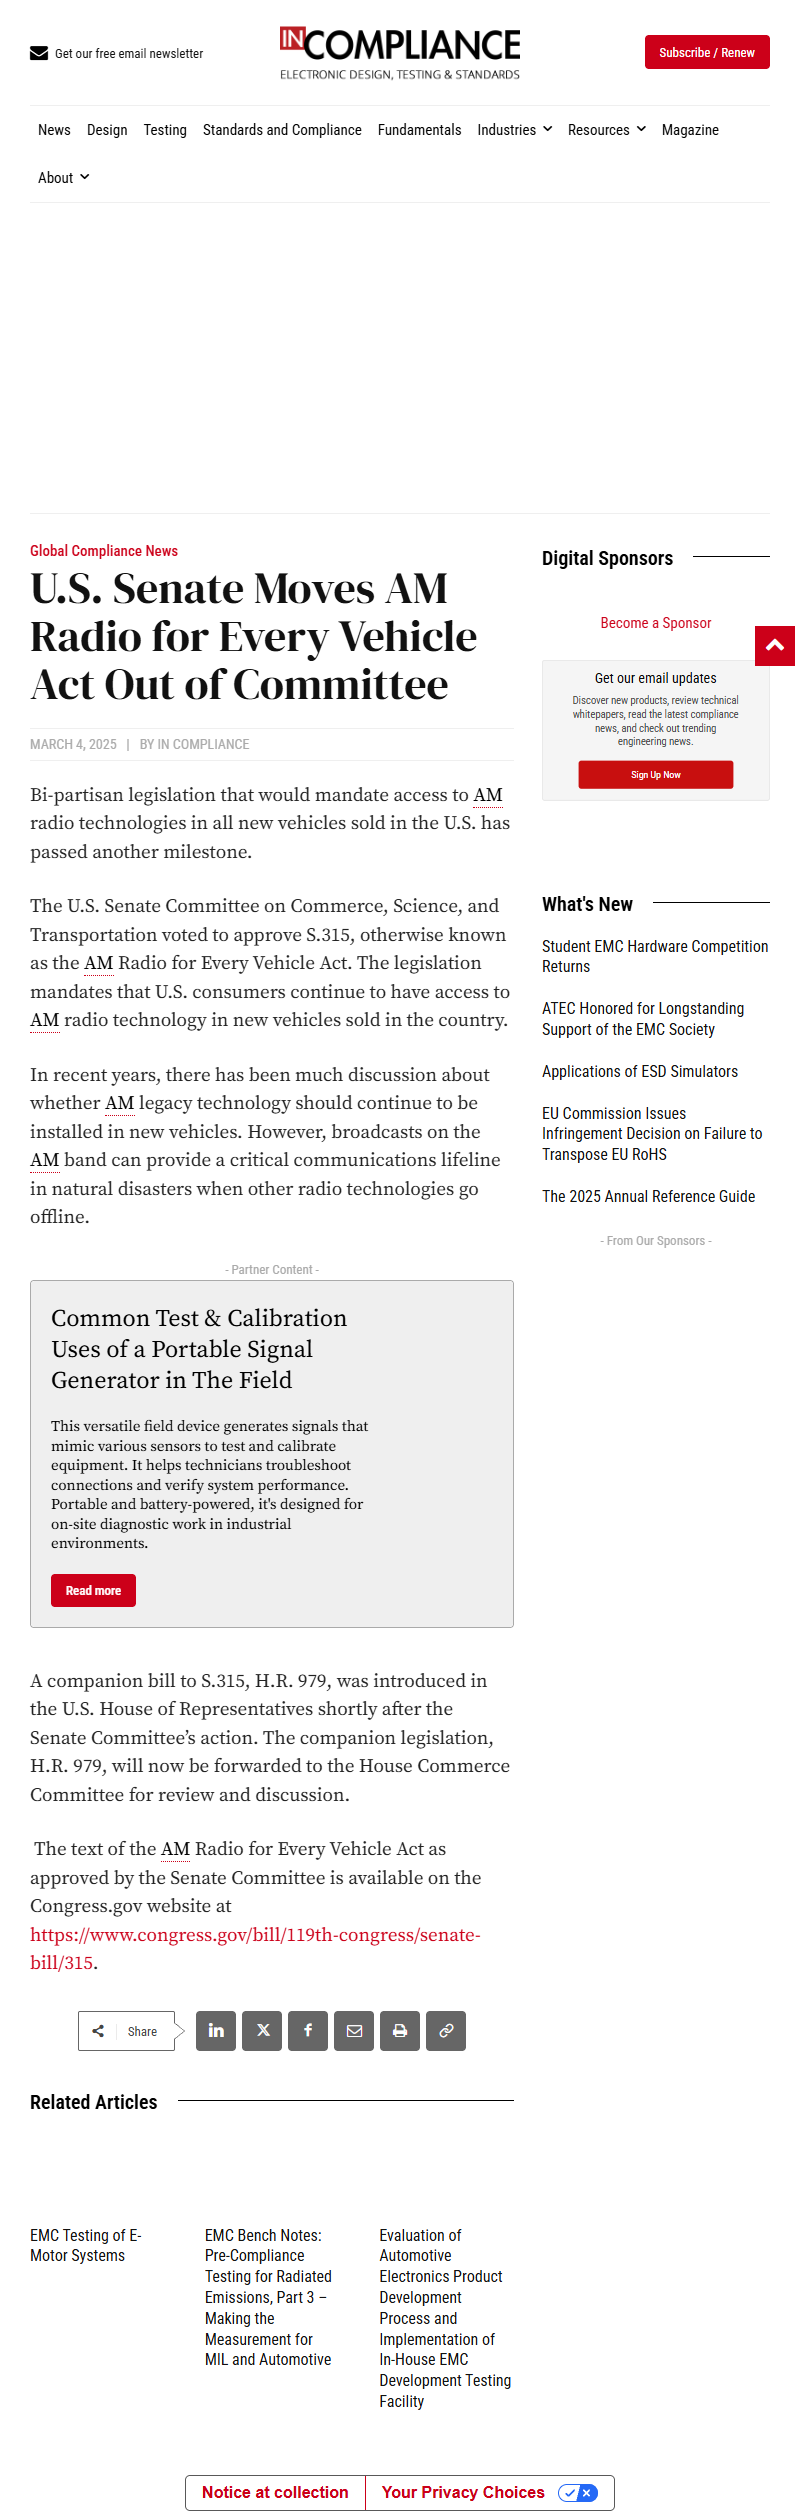 Get our free email newsletter
INCOMPLIANCE
ELECTRONIC DESIGN, TESTING & STANDARDS
Subscribe / Renew
News Design Testing Standards and Compliance Fundamentals Industries Resources Magazine
About
Global Compliance News
U.S. Senate Moves AM
Radio for Every Vehicle
Act Out of Committee
MARCH 4, 2025 | BY IN COMPLIANCE
Bi-partisan legislation that would mandate access to AM
radio technologies in all new vehicles sold in the U.S. has
passed another milestone.
The U.S. Senate Committee on Commerce, Science, and
Transportation voted to approve S.315, otherwise known
as the AM Radio for Every Vehicle Act. The legislation
mandates that U.S. consumers continue to have access to
AM radio technology in new vehicles sold in the country.
In recent years, there has been much discussion about
whether AM legacy technology should continue to be
installed in new vehicles. However, broadcasts on the
AM band can provide a critical communications lifeline
in natural disasters when other radio technologies go
offline.
- Partner Content -
Common Test & Calibration
Uses of a Portable Signal
Generator in The Field
This versatile field device generates signals that
mimic various sensors to test and calibrate
equipment. It helps technicians troubleshoot
connections and verify system performance.
Portable and battery-powered, it's designed for
on-site diagnostic work in industrial
environments.
Read more
A companion bill to S.315, H.R. 979, was introduced in
the U.S. House of Representatives shortly after the
Senate Committee’s action. The companion legislation,
H.R. 979, will now be forwarded to the House Commerce
Committee for review and discussion.
The text of the AM Radio for Every Vehicle Act as
approved by the Senate Committee is available on the
Congress.gov website at
https://www.congress.gov/bill/119th-congress/senate-
bill/315.
Share
Related Articles
EMC Testing of E-
Motor Systems
EMC Bench Notes:
Pre-Compliance
Testing for Radiated
Emissions, Part 3 –
Making the
Measurement for
MIL and Automotive
Evaluation of
Automotive
Electronics Product
Development
Process and
Implementation of
In-House EMC
Development Testing
Facility
Digital Sponsors
Become a Sponsor
Get our email updates
Discover new products, review technical
whitepapers, read the latest compliance
news, and check out trending
engineering news.
Sign Up Now
What's New
Student EMC Hardware Competition
Returns
ATEC Honored for Longstanding
Support of the EMC Society
Applications of ESD Simulators
EU Commission Issues
Infringement Decision on Failure to
Transpose EU RoHS
The 2025 Annual Reference Guide
- From Our Sponsors -
Notice at collection
Your Privacy Choices